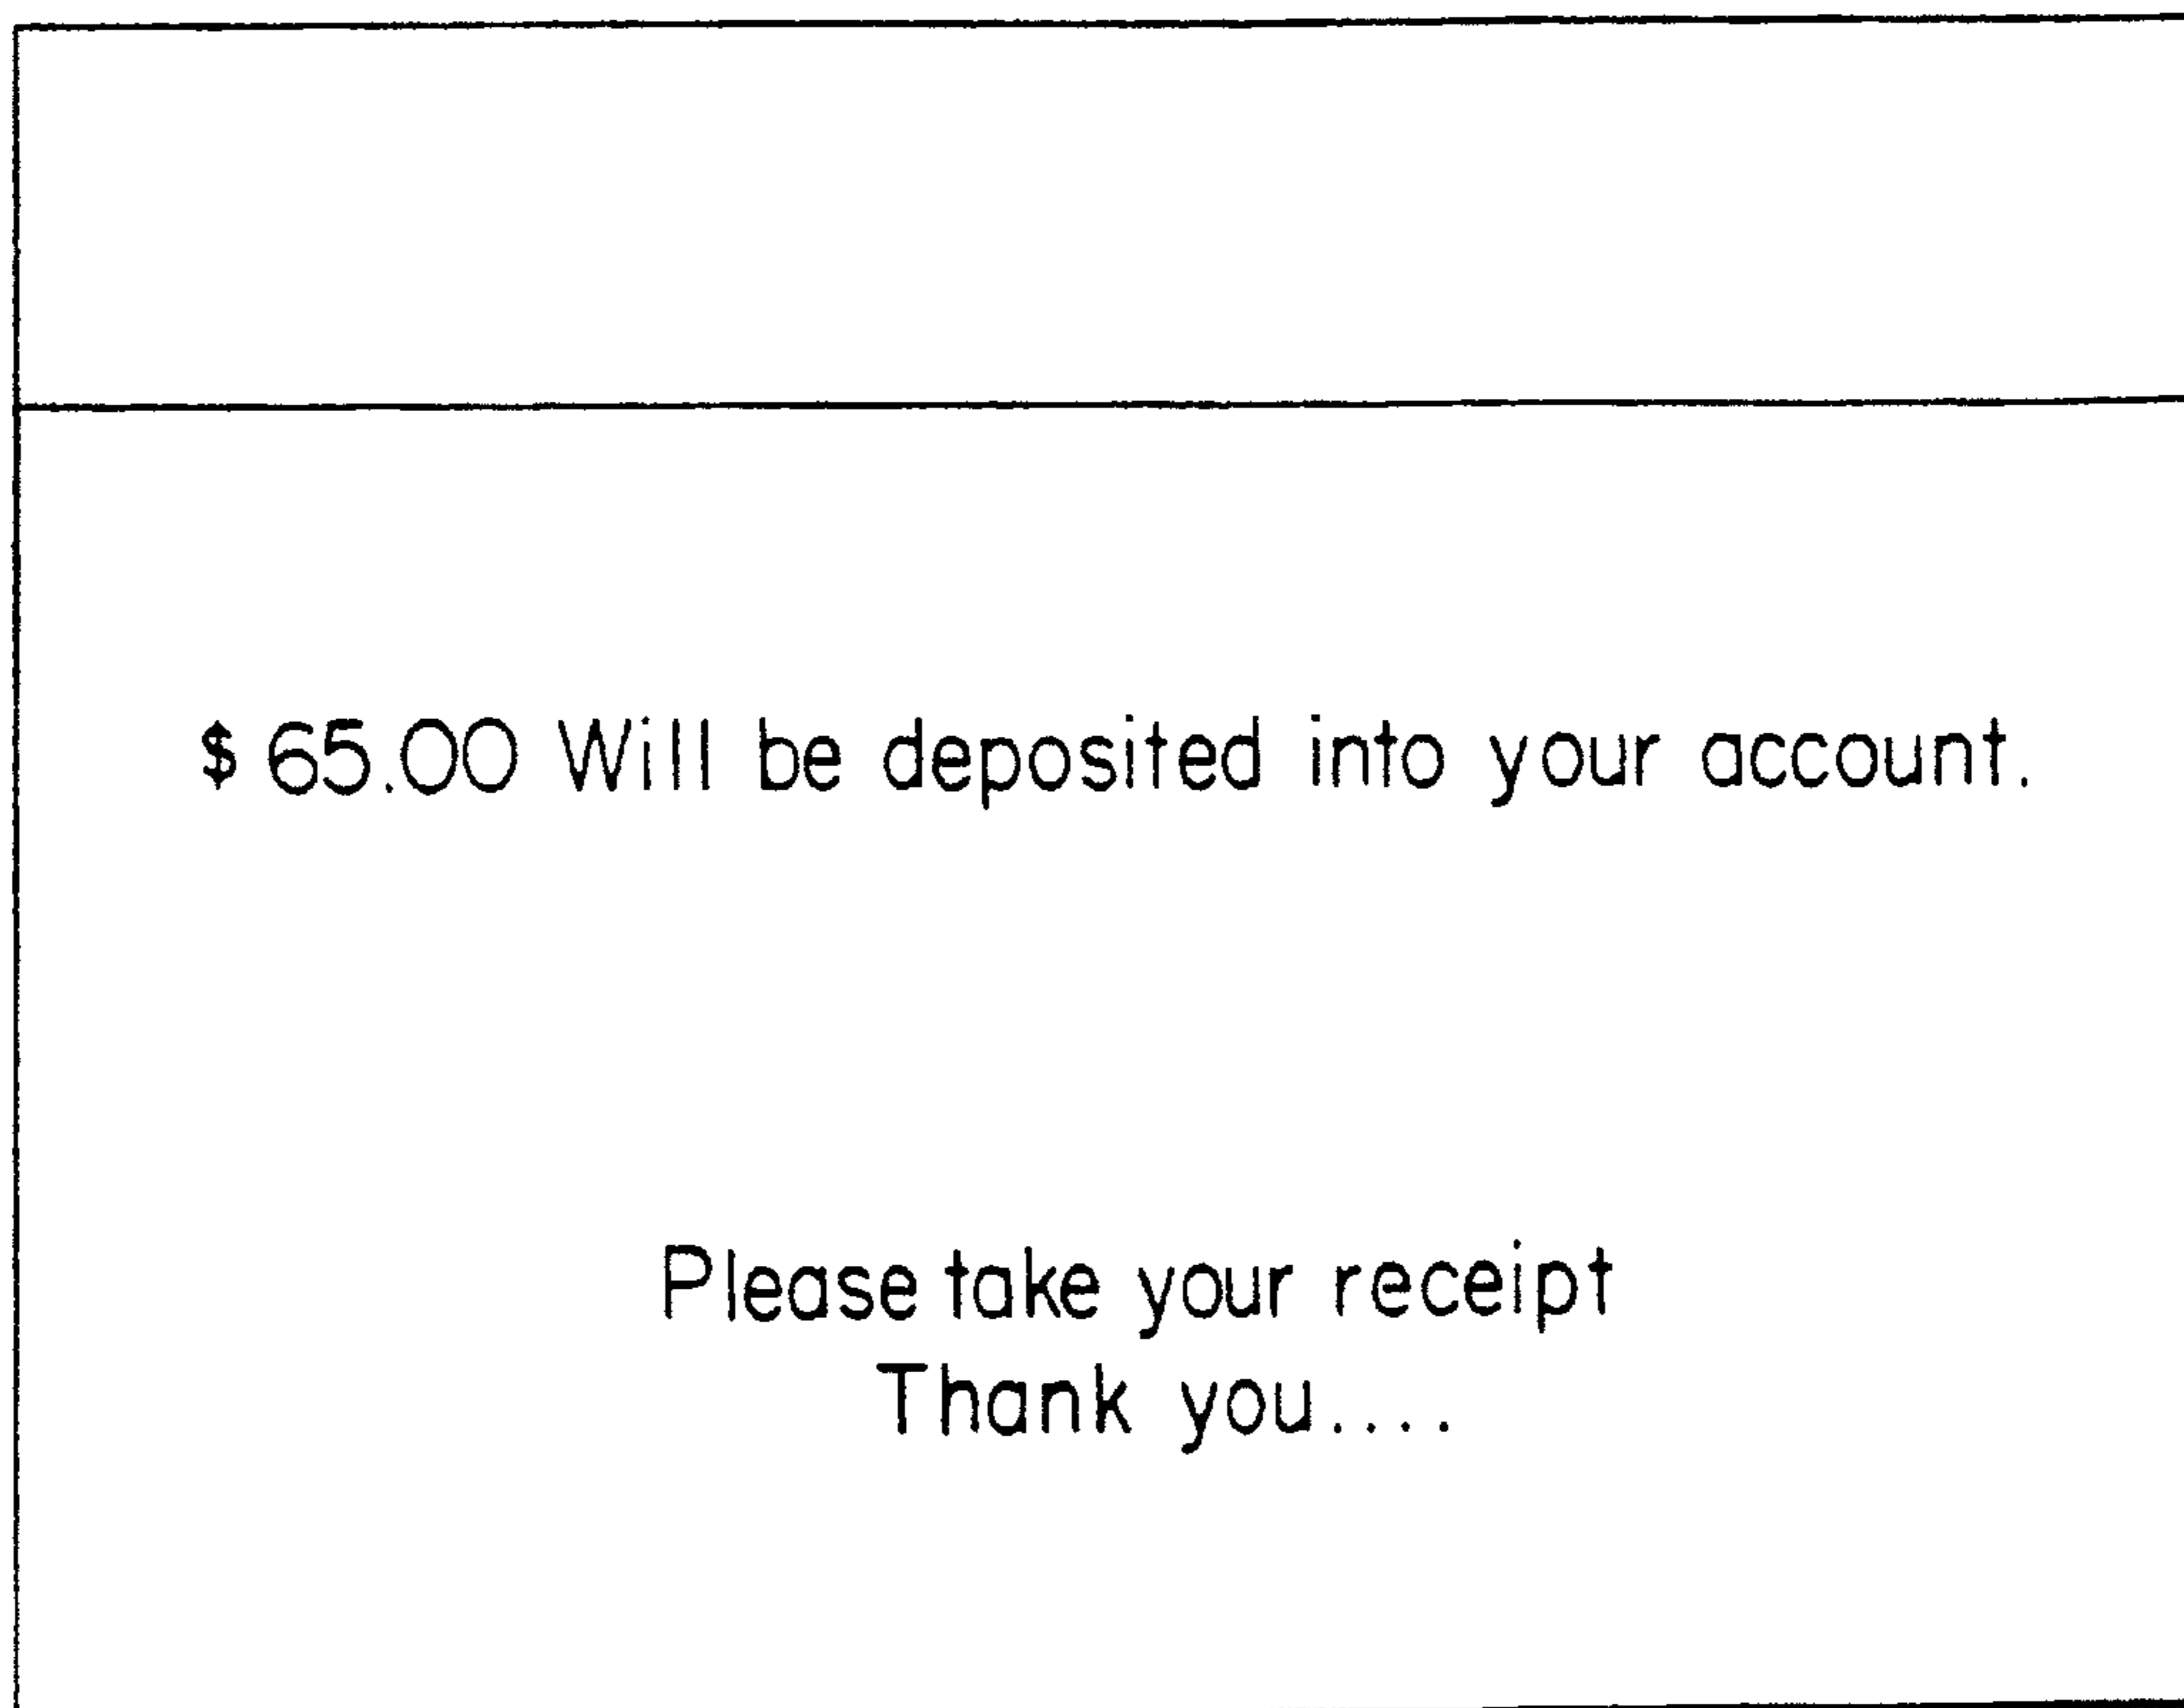 $ 65.00 Will be deposited into your account.
Please take your receipt
Thank you....